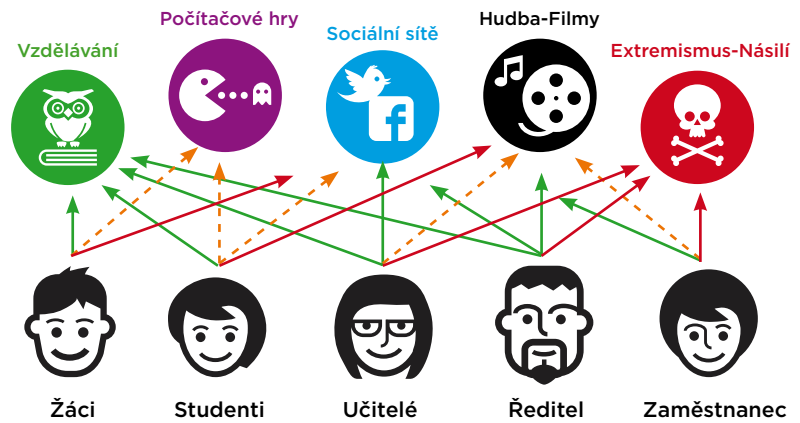 Počítačové hry
Hudba-Filmy
Sociální sítě
Vzdělávání
Extremismus-Násilí
f
Žáci
Studenti
Učitelé
Ředitel
Zaměstnanec